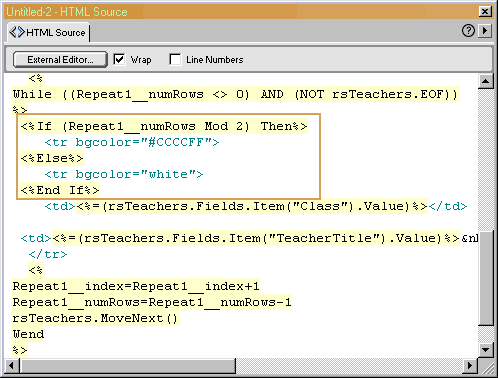 Untitled-2 - HTML Source
HTML Source
External Editor... Wrap Line Numbers
<%
While ((Repeat1__numRows <> 0) AND (NOT rsTeachers.EOF))
%>
<%If (Repeat1__numRows Mod 2) Then%>
<tr bgcolor="#CCCCFF">
<%Else%>
<tr bgcolor="white">
<%End If%>
<td><%=(rsTeachers.Fields.Item("Class").Value)%></td>
<td><%=(rsTeachers.Fields.Item("TeacherTitle").Value)%>
</tr>
<%
Repeat1__index=Repeat1__index+1
Repeat1__numRows=Repeat1__numRows-1
rsTeachers.MoveNext()
Wend
%>